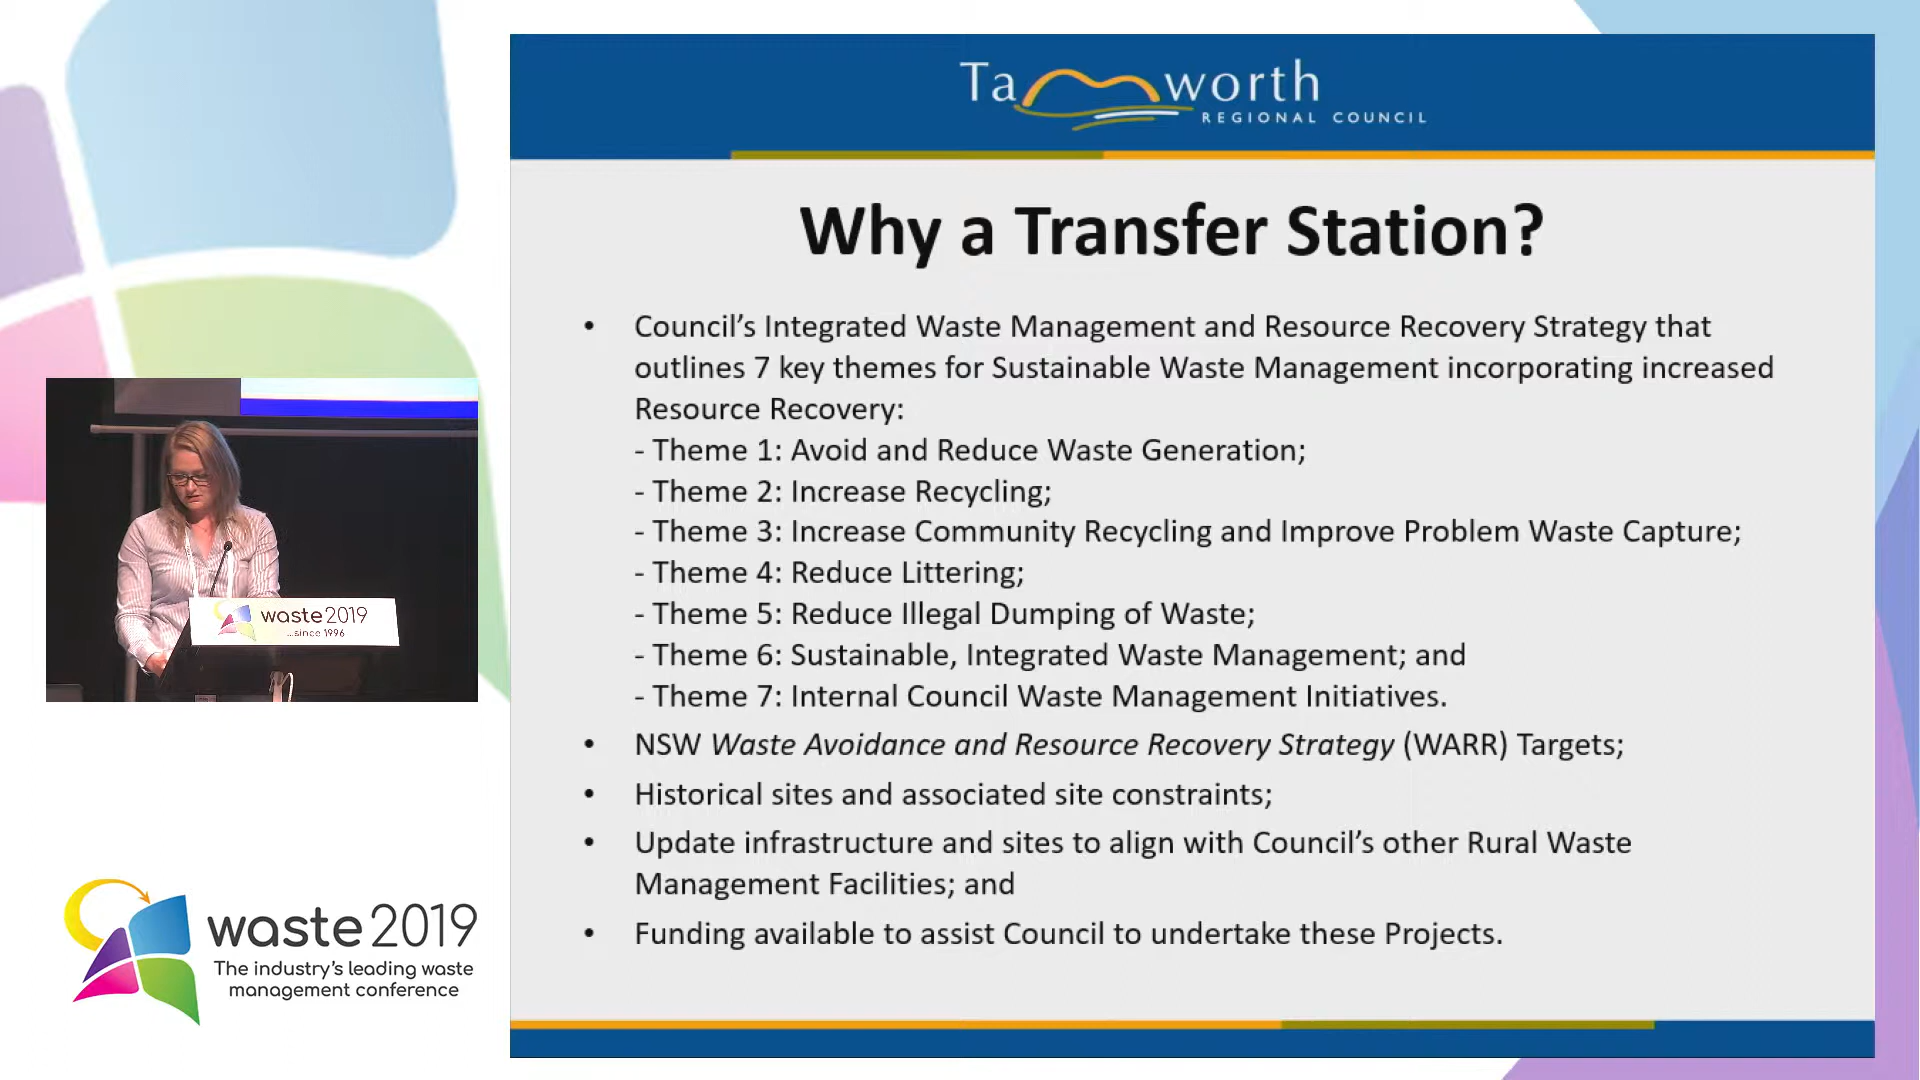 Tamworth
REGIONAL COUNCIL
Why a Transfer Station?
• Council’s Integrated Waste Management and Resource Recovery Strategy that
outlines 7 key themes for Sustainable Waste Management incorporating increased
Resource Recovery:
- Theme 1: Avoid and Reduce Waste Generation;
- Theme 2: Increase Recycling;
- Theme 3: Increase Community Recycling and Improve Problem Waste Capture;
- Theme 4: Reduce Littering;
- Theme 5: Reduce Illegal Dumping of Waste;
- Theme 6: Sustainable, Integrated Waste Management; and
- Theme 7: Internal Council Waste Management Initiatives.
• NSW Waste Avoidance and Resource Recovery Strategy (WARR) Targets;
• Historical sites and associated site constraints;
• Update infrastructure and sites to align with Council’s other Rural Waste
Management Facilities; and
• Funding available to assist Council to undertake these Projects.
waste2019
...since 1996
waste2019
The industry’s leading waste
management conference